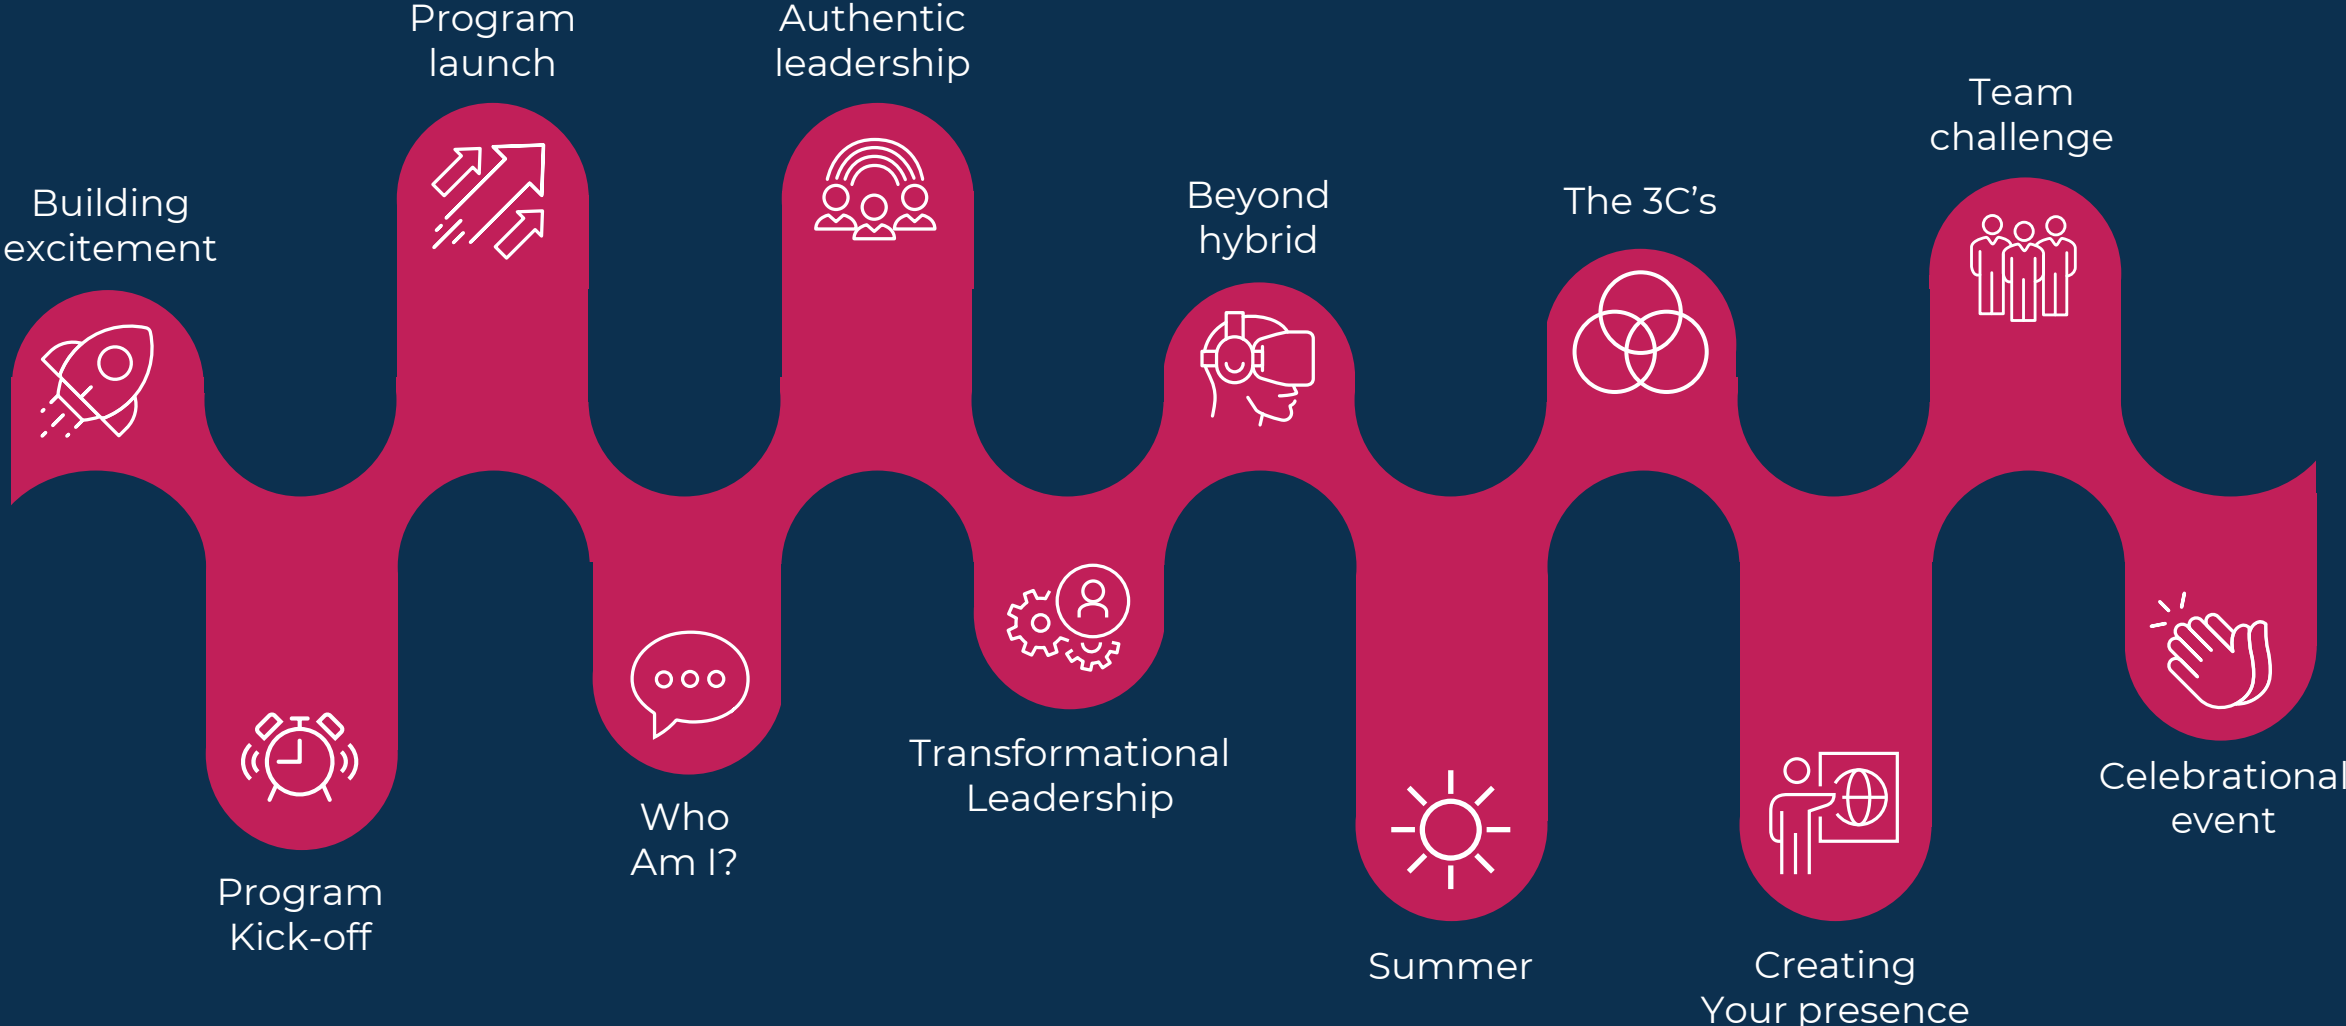 Building
excitement
Program
Kick-off
Program
launch
Who
Am I?
Authentic
leadership
Transformational
Leadership
Beyond
hybrid
Summer
The 3C’s
Creating
Your presence
Team
challenge
Celebrational
event